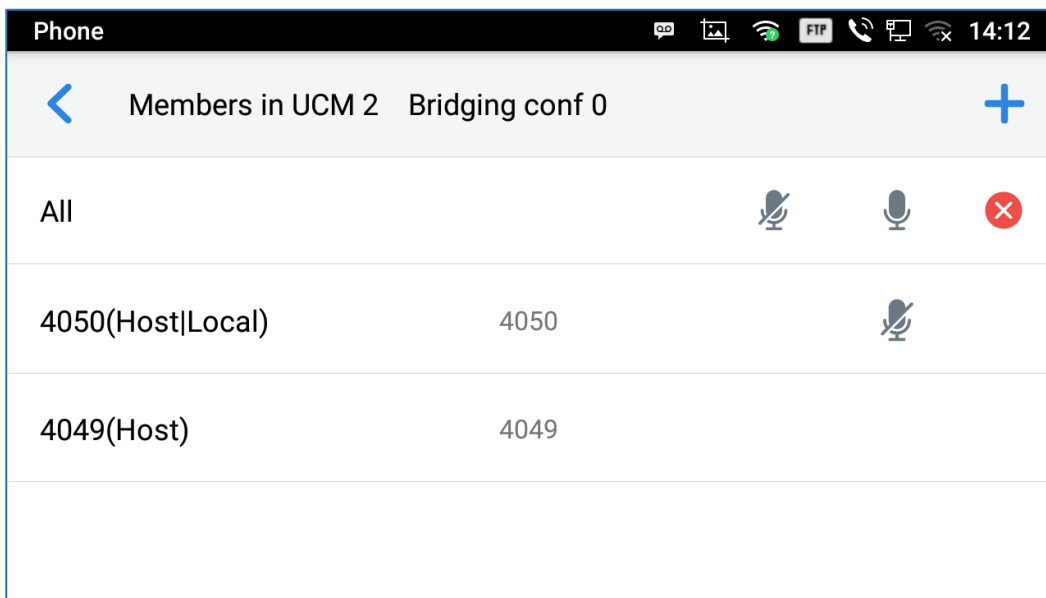 Phone FTP 14:12
Members in UCM 2 Bridging conf 0
All
4050(Host|Local) 4050
4049(Host) 4049